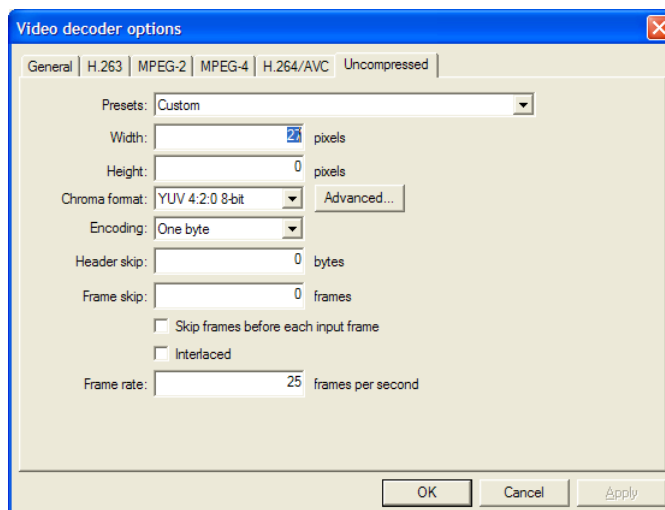 Video decoder options
General H.263 MPEG-2 MPEG-4 H.264/AVC Uncompressed
Presets: Custom
Width: 27 pixels
Height: 0 pixels
Chroma format: YUV 4:2:0 8-bit Advanced...
Encoding: One byte
Header skip: 0 bytes
Frame skip: 0 frames
Skip frames before each input frame
Interlaced
Frame rate: 25 frames per second
OK Cancel Apply